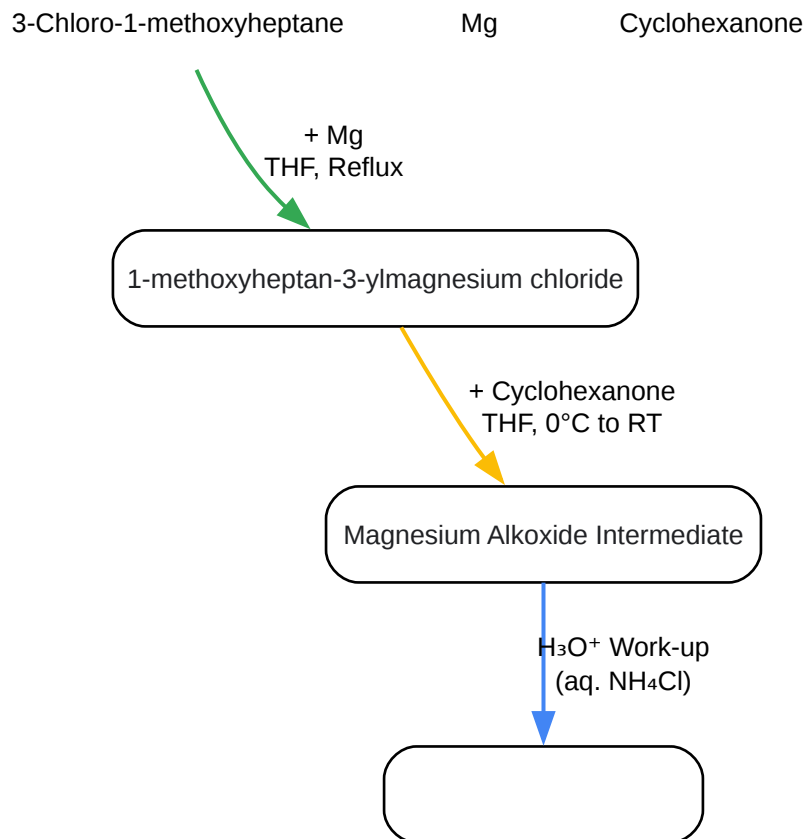 3-Chloro-1-methoxyheptane Mg Cyclohexanone
+ Mg
THF, Reflux
1-methoxyheptan-3-ylmagnesium chloride
+ Cyclohexanone
THF, 0°C to RT
Magnesium Alkoxide Intermediate
H₃O⁺ Work-up
(aq. NH₄Cl)